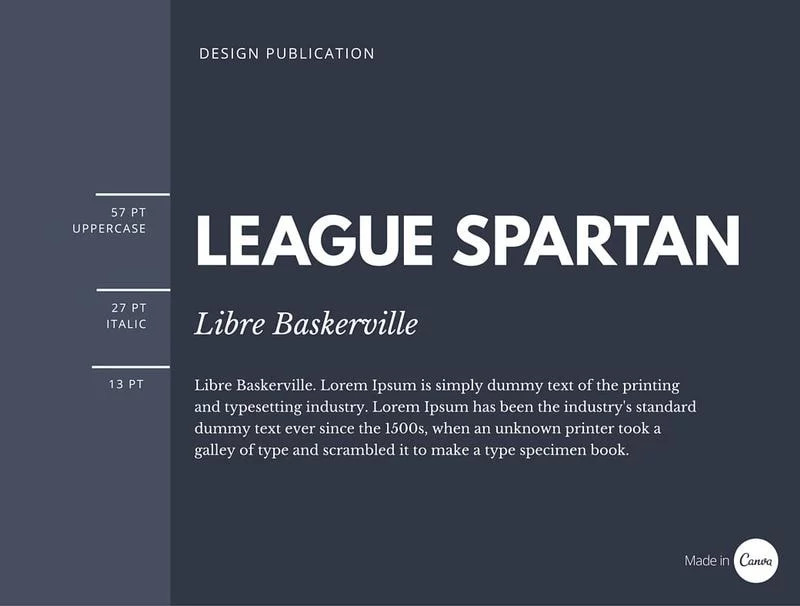 DESIGN PUBLICATION
57 PT
UPPERCASE
LEAGUE SPARTAN
27 PT
ITALIC
Libre Baskerville
13 PT
Libre Baskerville. Lorem Ipsum is simply dummy text of the printing
and typesetting industry. Lorem Ipsum has been the industry's standard
dummy text ever since the 1500s, when an unknown printer took a
galley of type and scrambled it to make a type specimen book.
Made in Canva